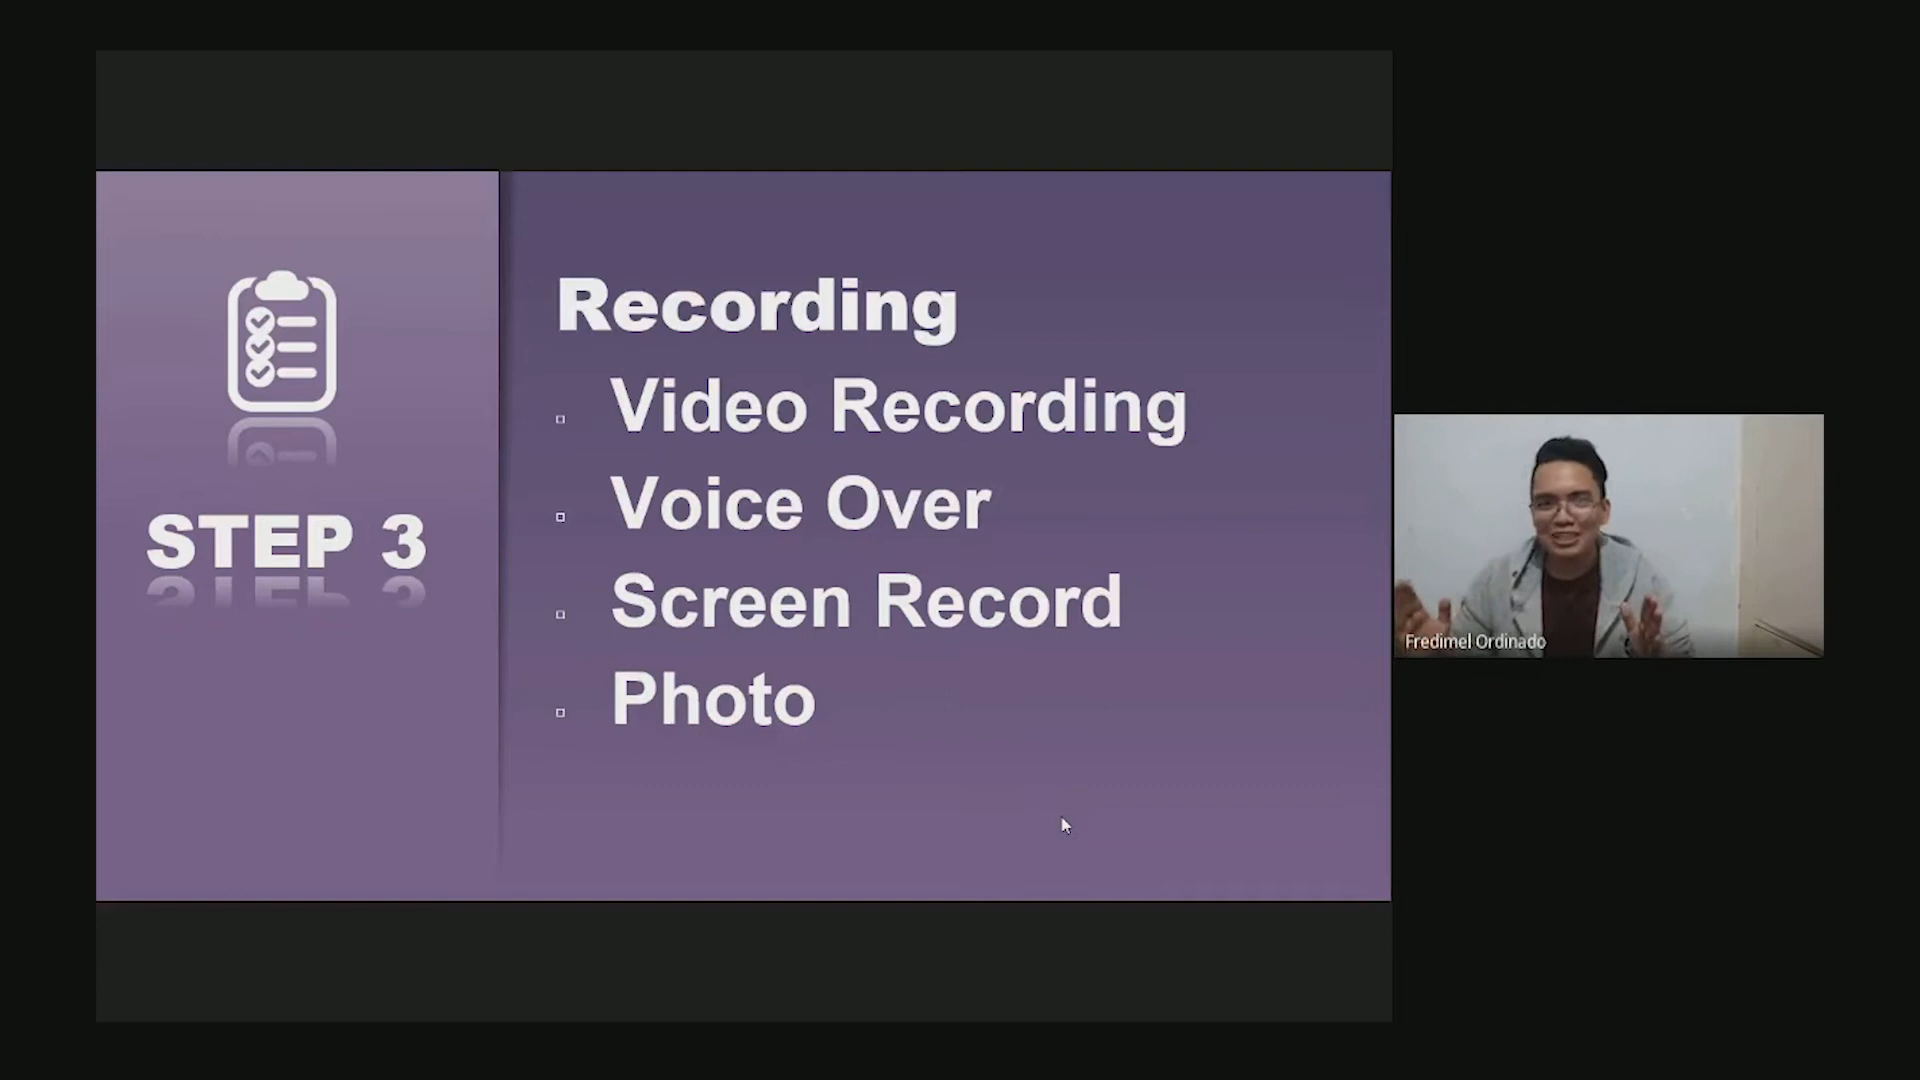 STEP 3
Recording
Video Recording
Voice Over
Screen Record
Photo
Fredimel Ordinado